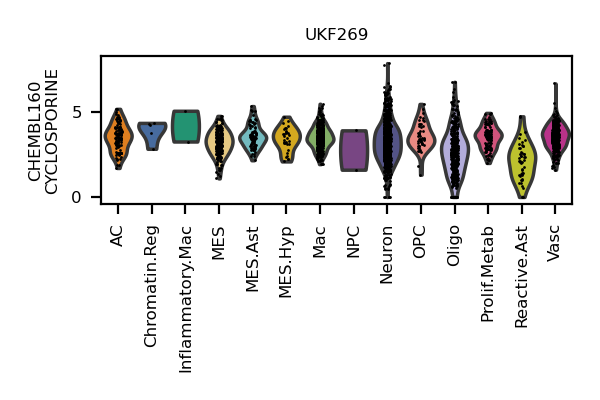 UKF269
CHEMBL160
CYCLOSPORINE
5
0
AC
Chromatin.Reg
Inflammatory.Mac
MES
MES.Ast
MES.Hyp
Mac
NPC
Neuron
OPC
Oligo
Prolif.Metab
Reactive.Ast
Vasc